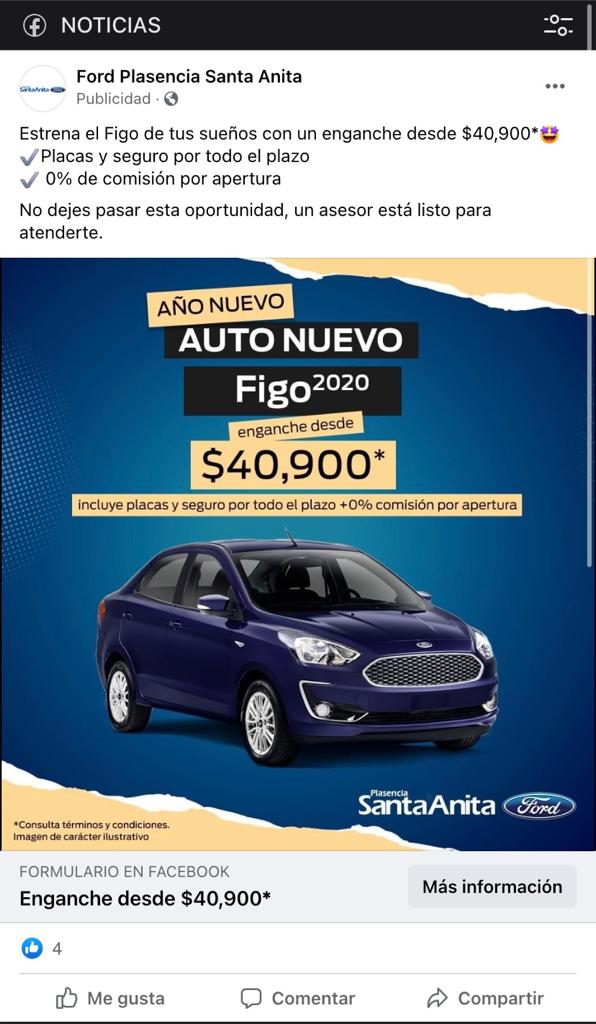 NOTICIAS
Ford Plasencia Santa Anita
Publicidad ·
Estrena el Figo de tus sueños con un enganche desde $40,900*🤩
✔️Placas y seguro por todo el plazo
✔️ 0% de comisión por apertura
No dejes pasar esta oportunidad, un asesor está listo para
atenderte.
AÑO NUEVO
AUTO NUEVO
Figo2020
enganche desde
$40,900*
incluye placas y seguro por todo el plazo +0% comisión por apertura
Plasencia
SantaAnita Ford
*Consulta términos y condiciones.
Imagen de carácter ilustrativo
FORMULARIO EN FACEBOOK
Enganche desde $40,900*
Más información
4
Me gusta
Comentar
Compartir